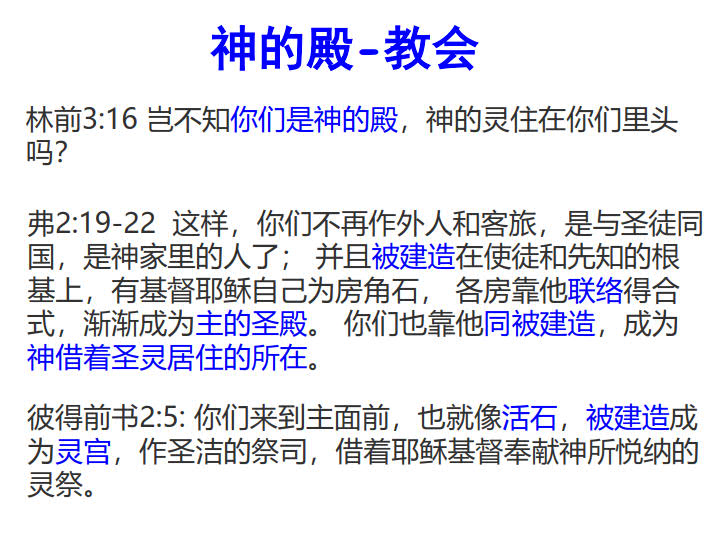 神的殿-教会
林前3:16 岂不知你们是神的殿，神的灵住在你们里头
吗?
弗2:19-22  这样，你们不再作外人和客旅，是与圣徒同
国，是神家里的人了； 并且被建造在使徒和先知的根
基上，有基督耶稣自己为房角石， 各房靠他联络得合
式，渐渐成为主的圣殿。 你们也靠他同被建造，成为
神借着圣灵居住的所在。
彼得前书2:5: 你们来到主面前，也就像活石，被建造成
为灵宫，作圣洁的祭司，借着耶稣基督奉献神所悦纳的
灵祭。